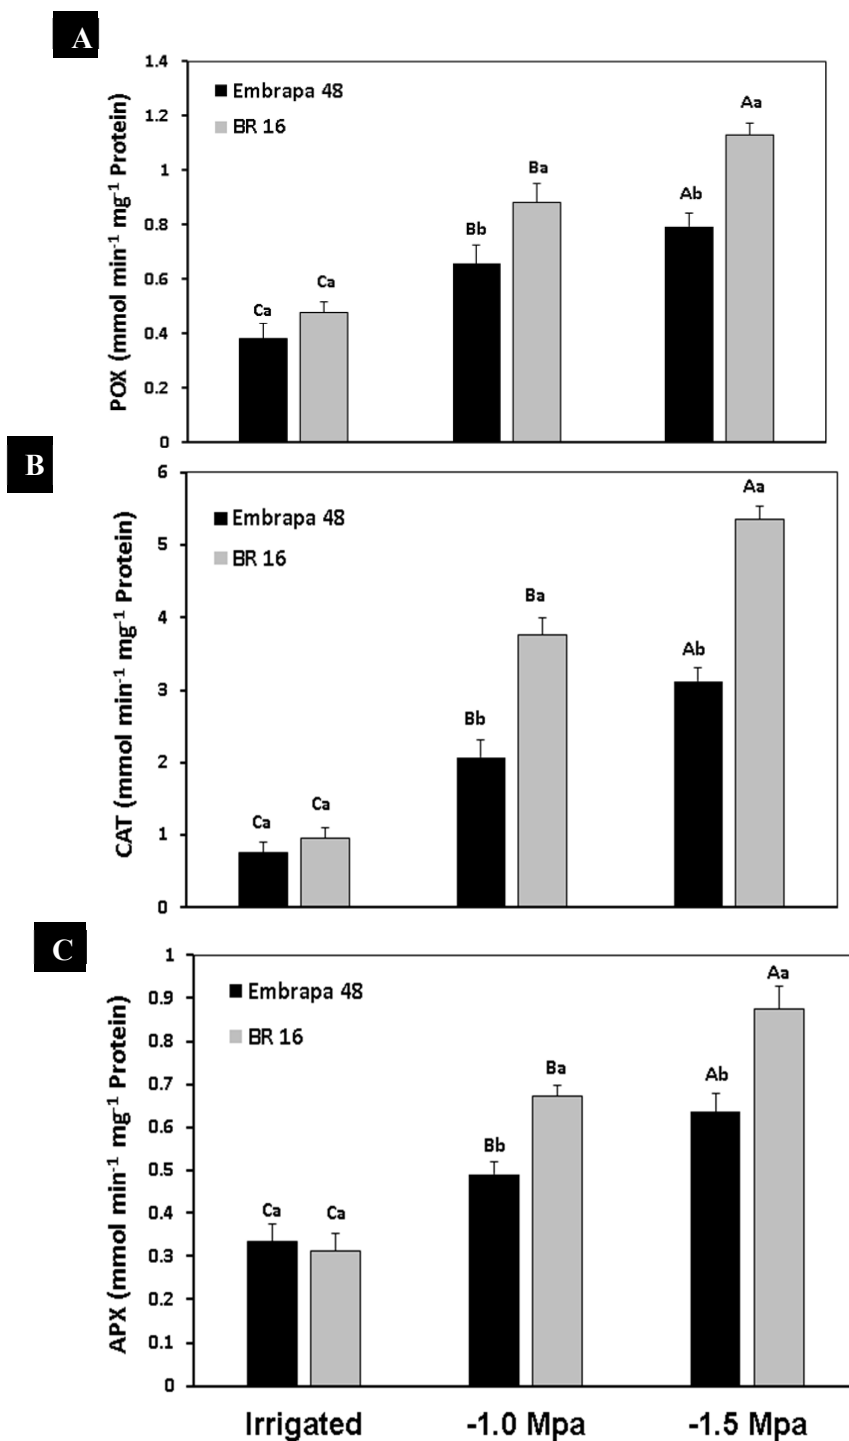 A
POX (mmol min-1 mg-1 Protein)
1.4
1.2
1
0.8
0.6
0.4
0.2
0
Embrapa 48
BR 16
Ca
Ca
Bb
Ba
Ab
Aa
B
CAT (mmol min-1 mg-1 Protein)
6
5
4
3
2
1
0
Embrapa 48
BR 16
Ca
Ca
Bb
Ba
Ab
Aa
C
APX (mmol min-1 mg-1 Protein)
1
0.9
0.8
0.7
0.6
0.5
0.4
0.3
0.2
0.1
0
Embrapa 48
BR 16
Ca
Ca
Bb
Ba
Ab
Aa
Irrigated
-1.0 Mpa
-1.5 Mpa